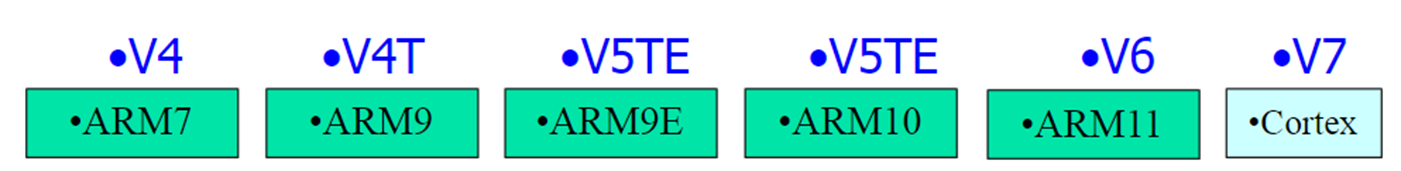 •V4 •V4T •V5TE •V5TE •V6 •V7
•ARM7 •ARM9 •ARM9E •ARM10 •ARM11 •Cortex